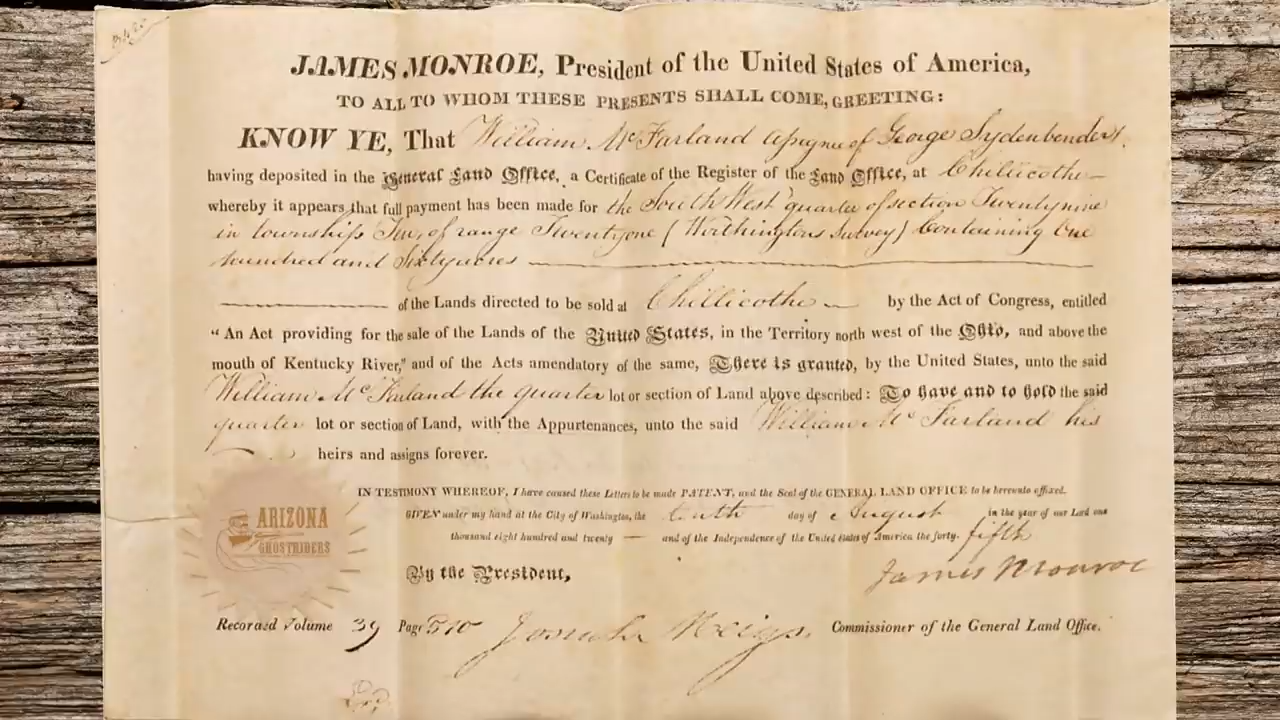 JAMES MONROE, President of the United States of America,
TO ALL TO WHOM THESE PRESENTS SHALL COME, GREETING:
KNOW YE, That William McFarland assignee of George Sydenbender
having deposited in the General Land Office, a Certificate of the Register of the Land Office, at Chillicothe
whereby it appears that full payment has been made for the South West quarter of section Twenty nine
in township of range Twenty one (Worthingtons survey) Containing One
hundred and Sixty acres
of the Lands directed to be sold at Chillicothe by the Act of Congress, entitled
"An Act providing for the sale of the Lands of the United States, in the Territory north west of the Ohio, and above the
mouth of Kentucky River," and of the Acts amendatory of the same, There is granted, by the United States, unto the said
William McFarland the quarter lot or section of Land above described: To have and to hold the said
quarter lot or section of Land, with the Appurtenances, unto the said William McFarland his
heirs and assigns forever.
IN TESTIMONY WHEREOF, I have caused these Letters to be made PATENT, and the Seal of the GENERAL LAND OFFICE to be hereunto affixed.
GIVEN under my hand at the City of Washington, the tenth day of August in the year of our Lord one
thousand eight hundred and twenty and of the Independence of the United States of America the forty. fifth
ARIZONA
GHOSTRIDERS
By the President,
James Monroe
Recorded Volume 39 Page 510 Josiah Meigs Commissioner of the General Land Office.